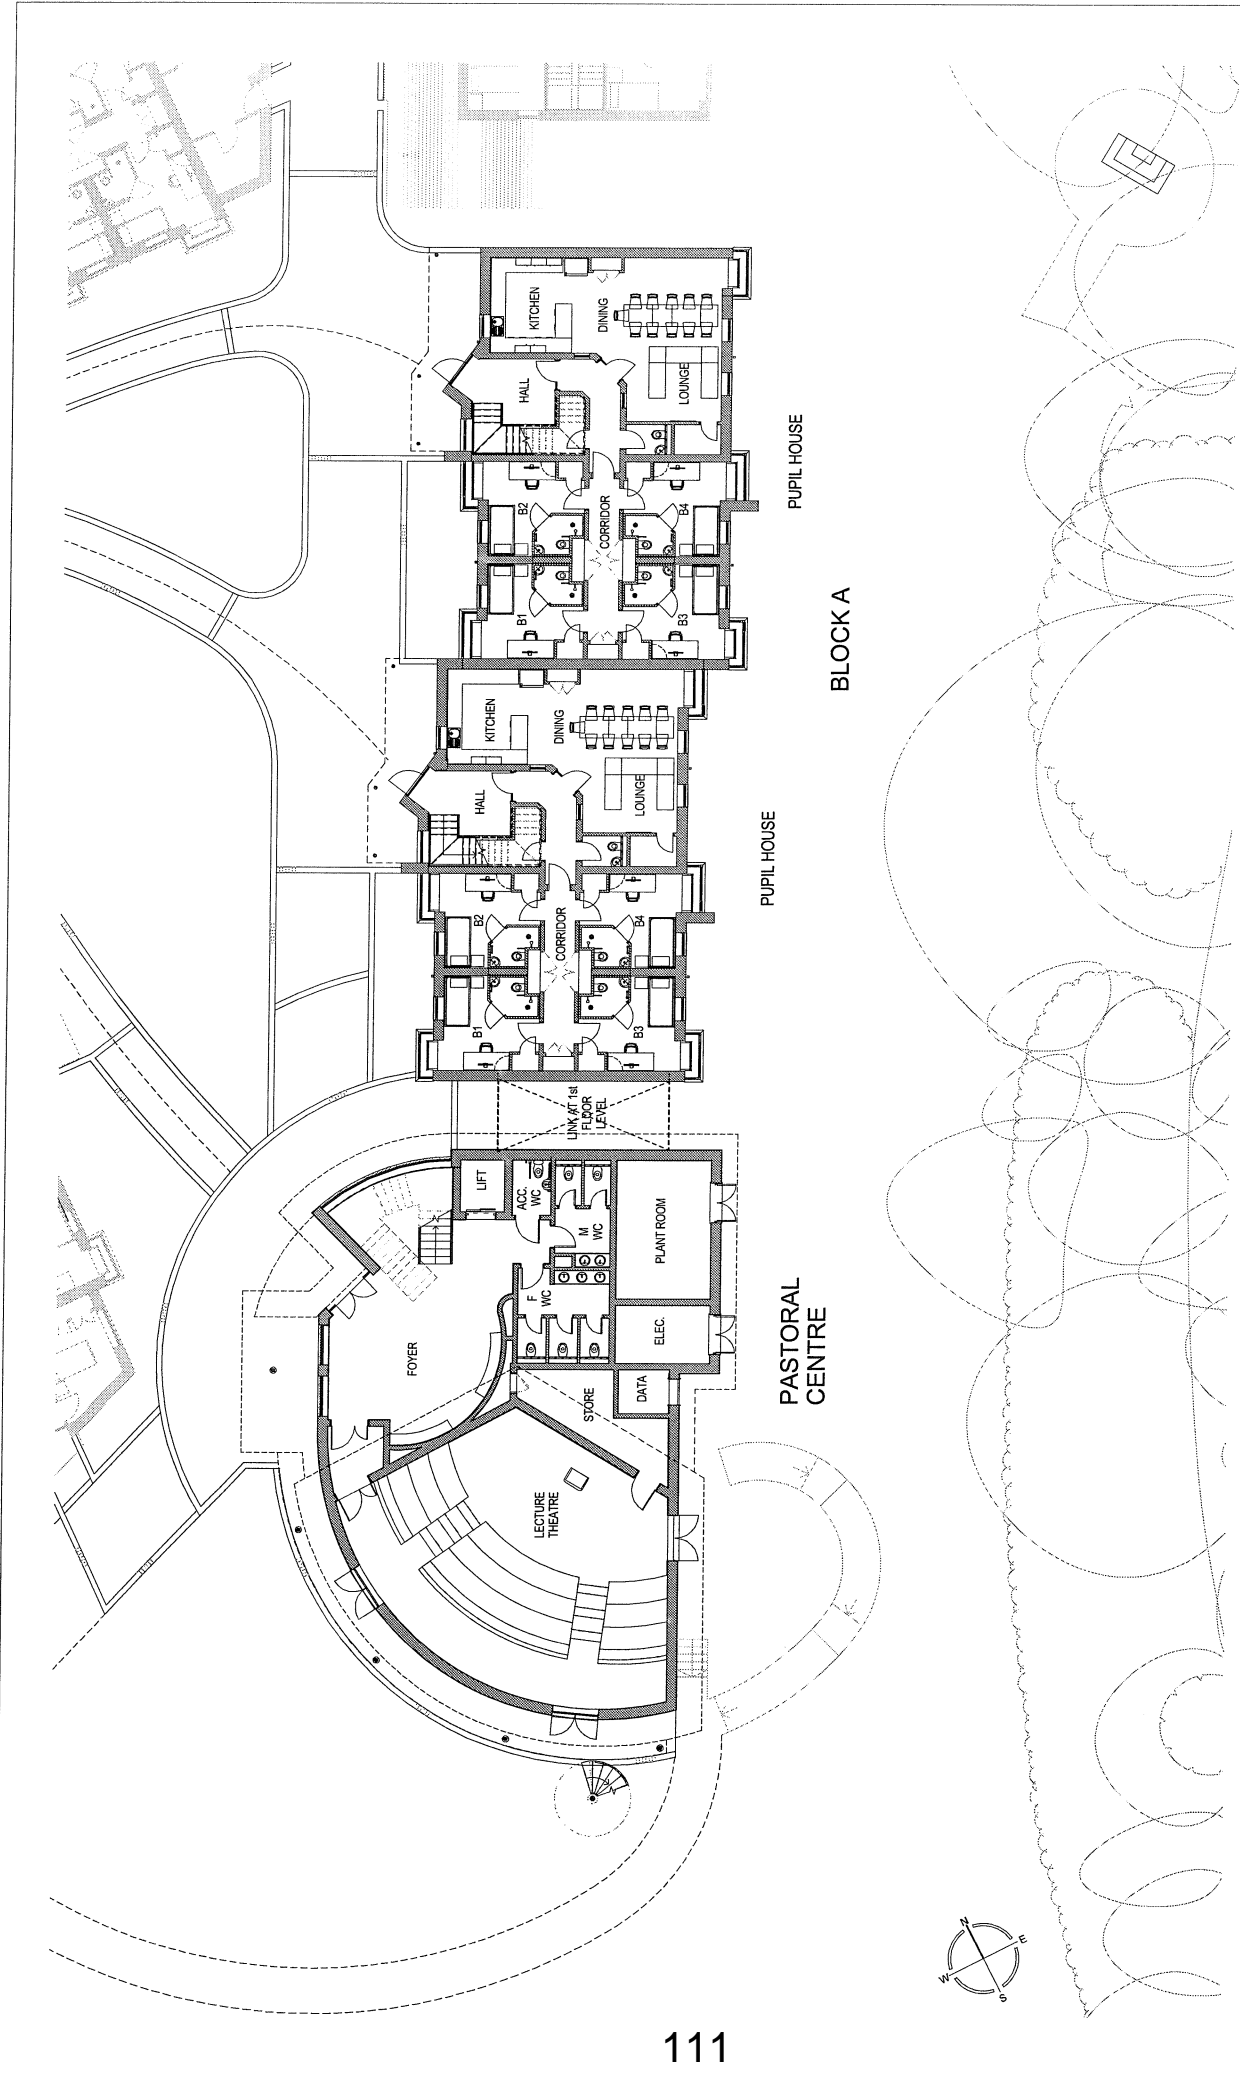 KITCHEN
DINING
HALL
LOUNGE
B2
CORRIDOR
B4
B1
B3
PUPIL HOUSE
BLOCK A
KITCHEN
DINING
HALL
LOUNGE
B2
CORRIDOR
B4
B1
B3
PUPIL HOUSE
LINK AT 1st
FLOOR
LEVEL
LIFT
ACC.
WC
M
WC
F
WC
PLANT ROOM
ELEC.
FOYER
STORE
DATA
LECTURE
THEATRE
PASTORAL
CENTRE
N
E
W
S
111